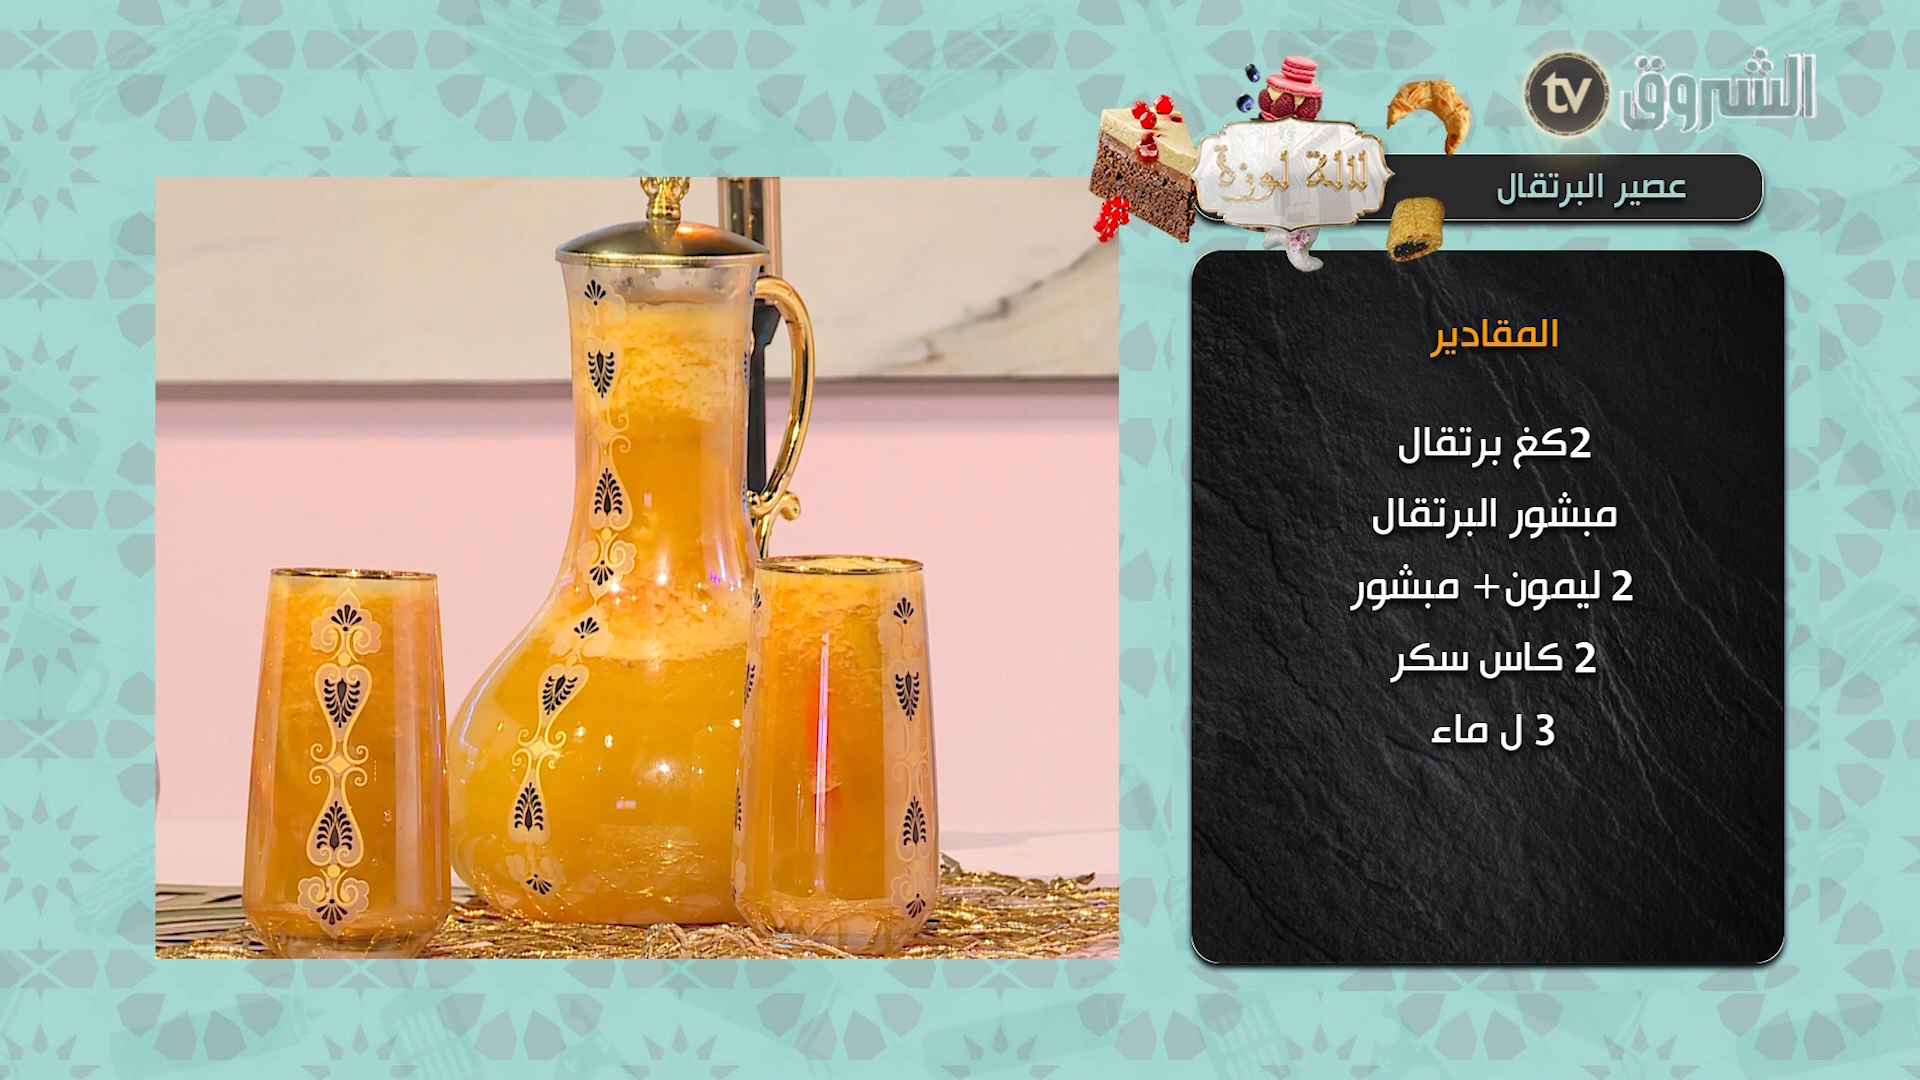 الشروق tv
لالة لوزة
عصير البرتقال
المقادير
2كغ برتقال
مبشور البرتقال
2 ليمون+ مبشور
2 كاس سكر
3 ل ماء